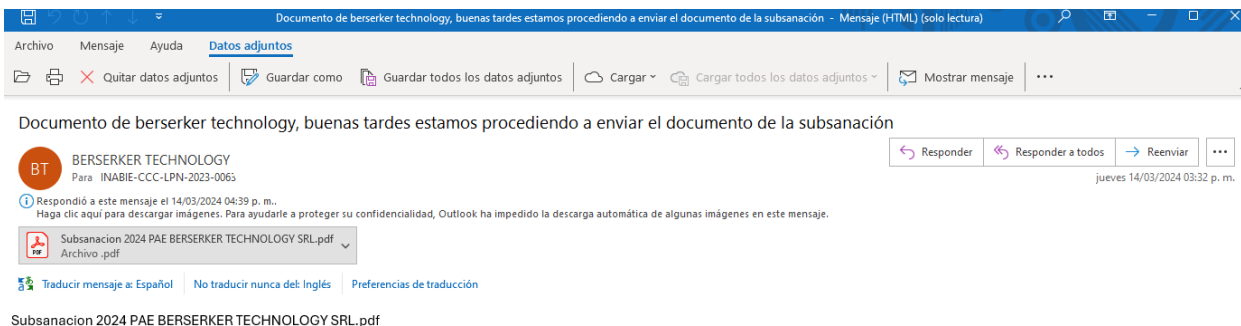 Documento de berserker technology, buenas tardes estamos procediendo a enviar el documento de la subsanación - Mensaje (HTML) (solo lectura)
Archivo Mensaje Ayuda Datos adjuntos
Quitar datos adjuntos Guardar como Guardar todos los datos adjuntos Cargar Cargar todos los datos adjuntos Mostrar mensaje ...
Documento de berserker technology, buenas tardes estamos procediendo a enviar el documento de la subsanación
Responder Responder a todos Reenviar ...
BT
BERSERKER TECHNOLOGY
Para INABIE-CCC-LPN-2023-0063
jueves 14/03/2024 03:32 p. m.
Respondió a este mensaje el 14/03/2024 04:39 p. m..
Haga clic aquí para descargar imágenes. Para ayudarle a proteger su confidencialidad, Outlook ha impedido la descarga automática de algunas imágenes en este mensaje.
PDF
Subsanacion 2024 PAE BERSERKER TECHNOLOGY SRL.pdf
Archivo .pdf
Traducir mensaje a: Español No traducir nunca del: Inglés Preferencias de traducción
Subsanacion 2024 PAE BERSERKER TECHNOLOGY SRL.pdf